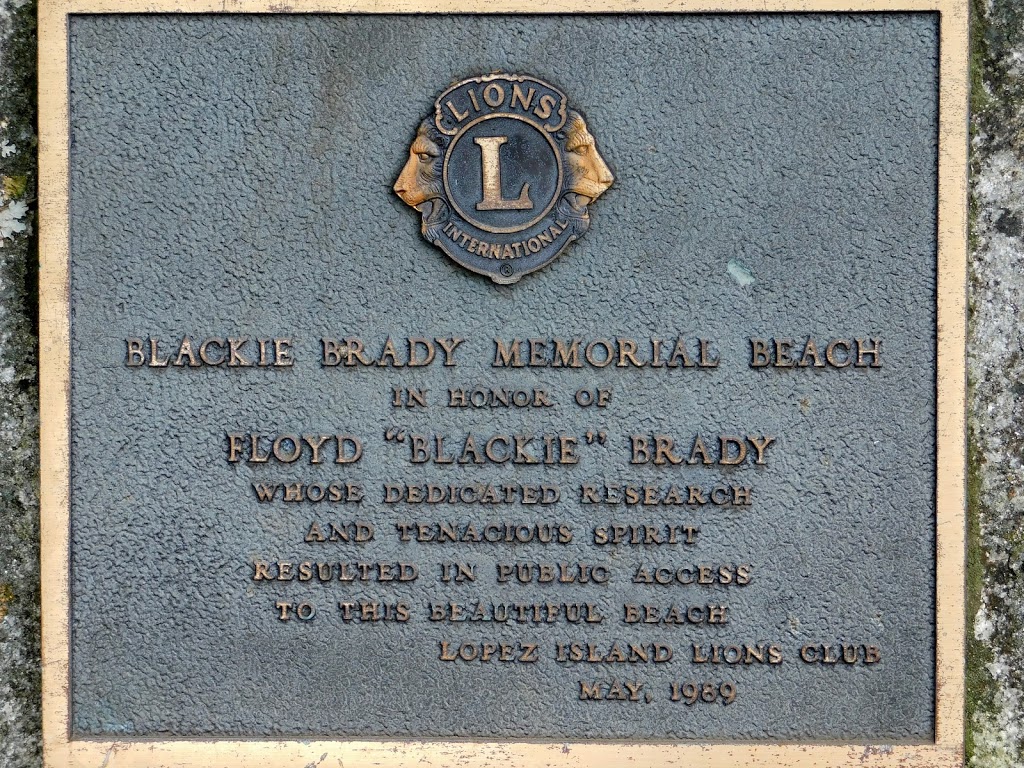 LIONS
L
INTERNATIONAL
®
BLACKIE BRADY MEMORIAL BEACH
IN HONOR OF
FLOYD “BLACKIE” BRADY
WHOSE DEDICATED RESEARCH
AND TENACIOUS SPIRIT
RESULTED IN PUBLIC ACCESS
TO THIS BEAUTIFUL BEACH
LOPEZ ISLAND LIONS CLUB
MAY, 1989